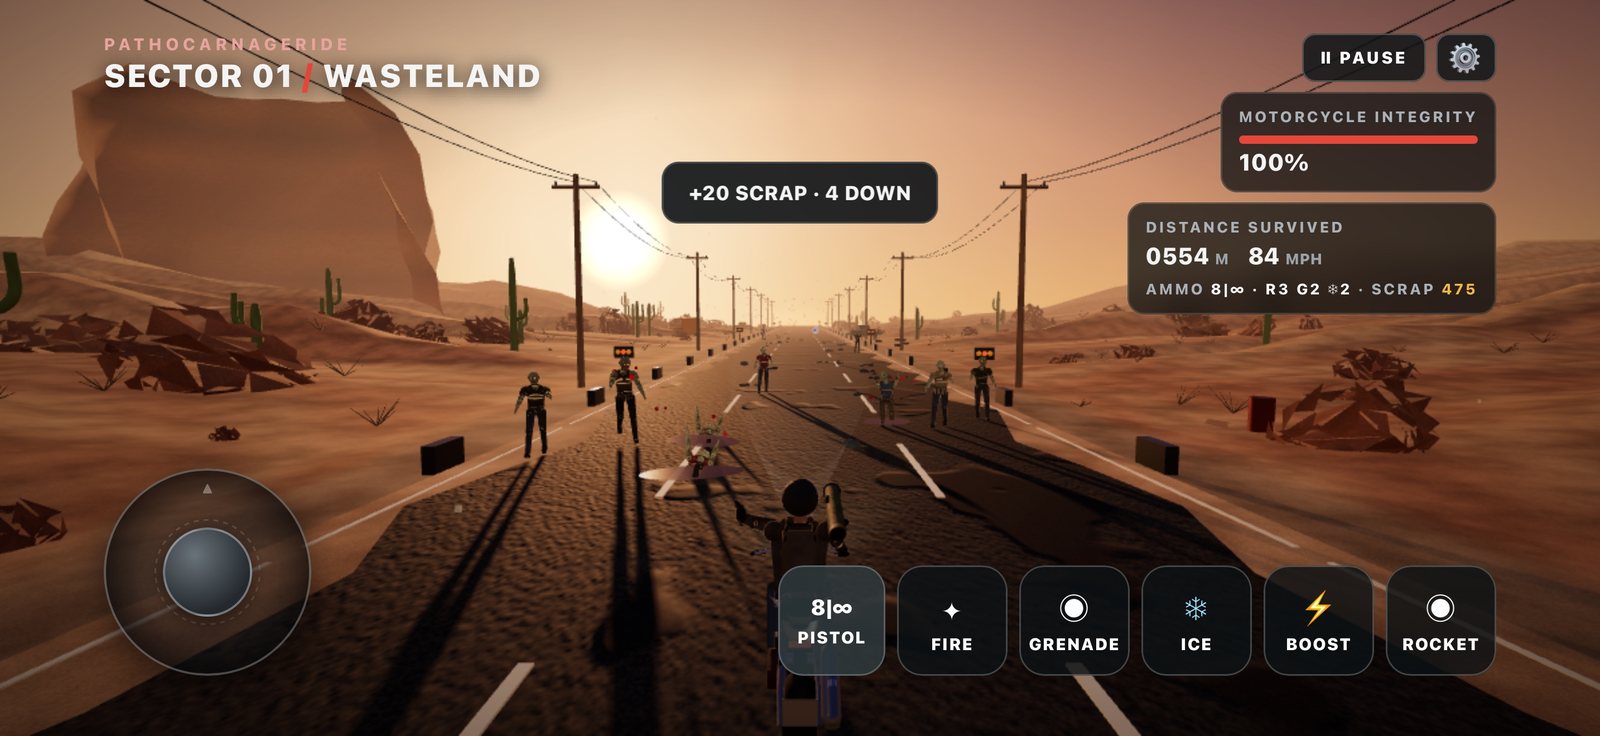 PATHOCARNAGERIDE
SECTOR 01 / WASTELAND
II PAUSE
MOTORCYCLE INTEGRITY
100%
+20 SCRAP · 4 DOWN
DISTANCE SURVIVED
0554 M 84 MPH
AMMO 8|∞ · R3 G2 ❄2 · SCRAP 475
8|∞
PISTOL
FIRE
GRENADE
ICE
BOOST
ROCKET